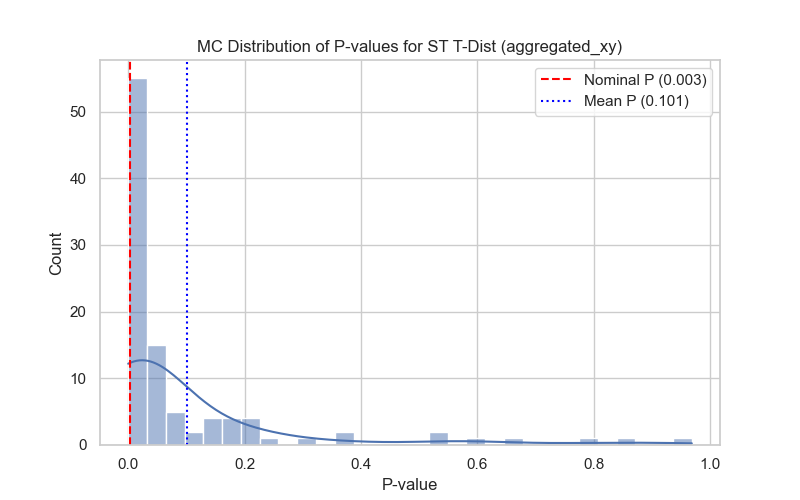 MC Distribution of P-values for ST T-Dist (aggregated_xy)
Nominal P (0.003)
Mean P (0.101)
Count
50
40
30
20
10
0
0.0 0.2 0.4 0.6 0.8 1.0
P-value